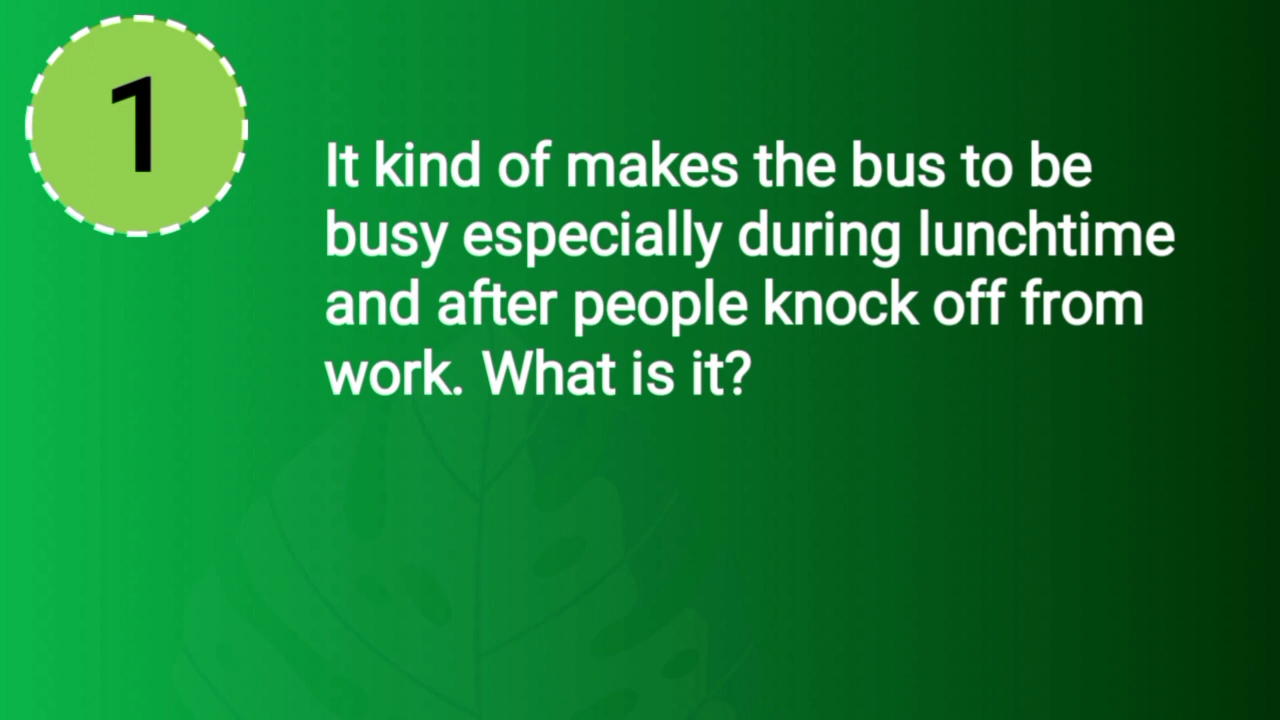 1
It kind of makes the bus to be
busy especially during lunchtime
and after people knock off from
work. What is it?